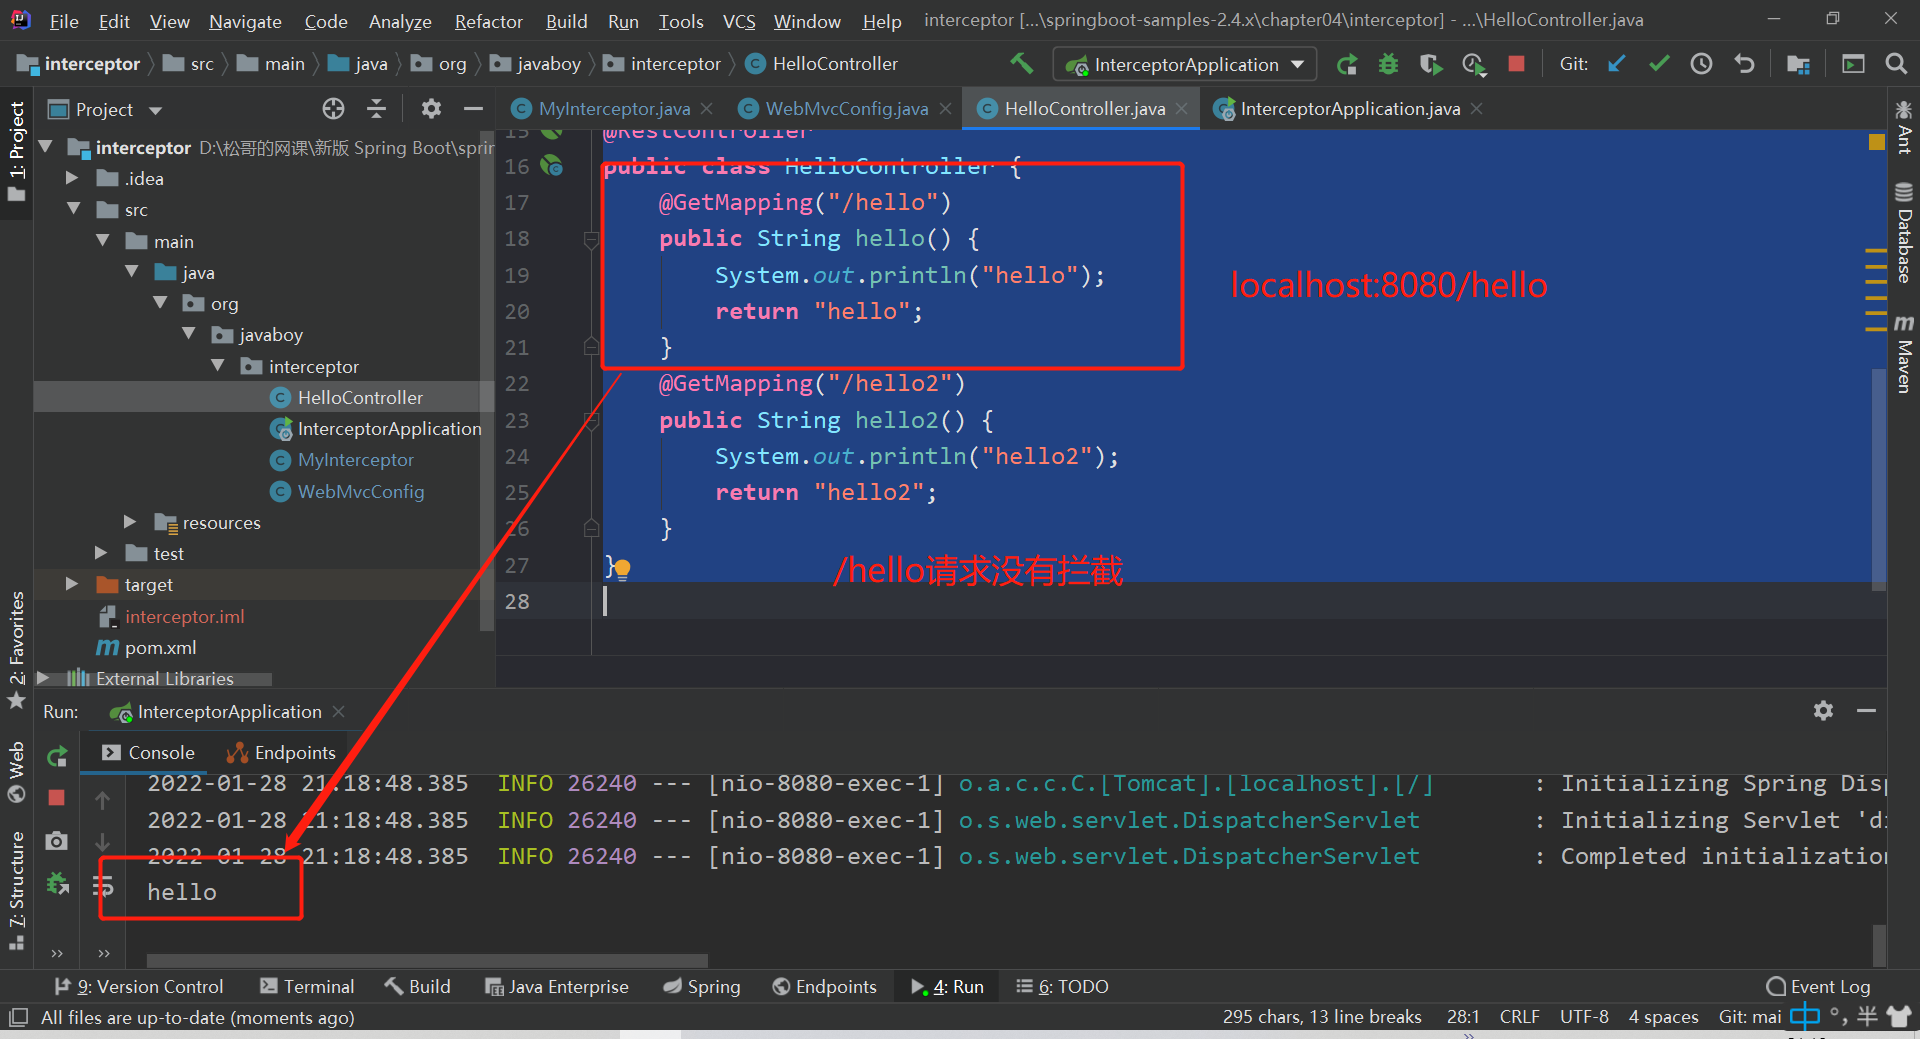 File Edit View Navigate Code Analyze Refactor Build Run Tools VCS Window Help interceptor [...\springboot-samples-2.4.x\chapter04\interceptor] - ...\HelloController.java
interceptor src main java org javaboy interceptor HelloController InterceptorApplication Git:
Project
MyInterceptor.java WebMvcConfig.java HelloController.java InterceptorApplication.java
1: Project
2: Favorites
Web
7: Structure
interceptor D:\松哥的网课\新版 Spring Boot\sprin
.idea
src
main
java
org
javaboy
interceptor
HelloController
InterceptorApplication
MyInterceptor
WebMvcConfig
resources
test
target
interceptor.iml
pom.xml
External Libraries
15 @RestController
16 public class HelloController {
17 @GetMapping("/hello")
18 public String hello() {
19 System.out.println("hello");
20 return "hello";
21 }
22 @GetMapping("/hello2")
23 public String hello2() {
24 System.out.println("hello2");
25 return "hello2";
26 }
27 }
28
localhost:8080/hello
/hello请求没有拦截
Ant
Database
Maven
Run: InterceptorApplication
Console Endpoints
2022-01-28 21:18:48.385 INFO 26240 --- [nio-8080-exec-1] o.a.c.c.C.[Tomcat].[localhost].[/] : Initializing Spring Disp
2022-01-28 21:18:48.385 INFO 26240 --- [nio-8080-exec-1] o.s.web.servlet.DispatcherServlet : Initializing Servlet 'di
2022-01-28 21:18:48.385 INFO 26240 --- [nio-8080-exec-1] o.s.web.servlet.DispatcherServlet : Completed initialization
hello
9: Version Control Terminal Build Java Enterprise Spring Endpoints 4: Run 6: TODO Event Log
All files are up-to-date (moments ago) 295 chars, 13 line breaks 28:1 CRLF UTF-8 4 spaces Git: mai 中 °, 半